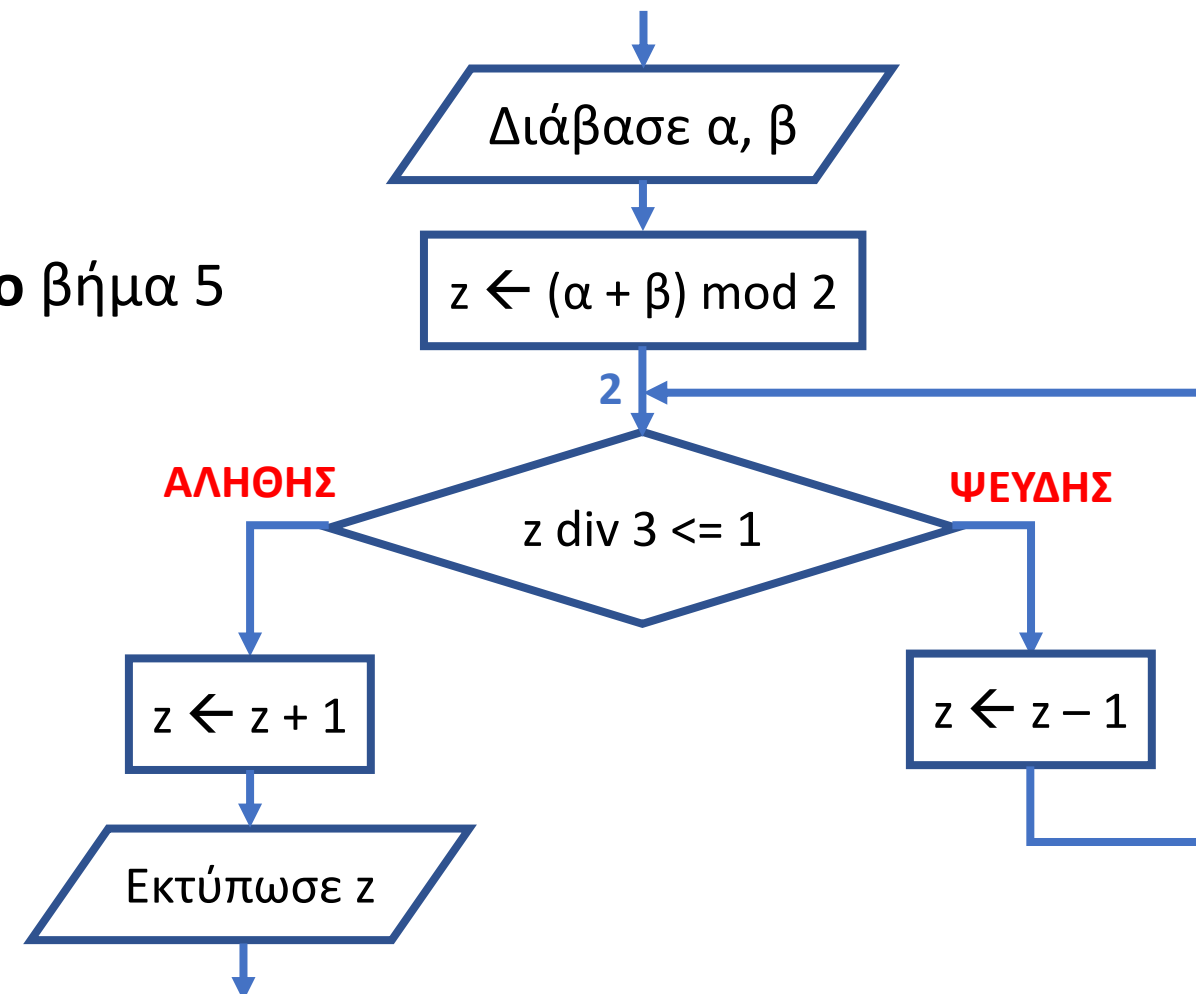 Διάβασε α, β
ο βήμα 5
z ← (α + β) mod 2
2
ΑΛΗΘΗΣ
ΨΕΥΔΗΣ
z div 3 <= 1
z ← z + 1
z ← z – 1
Εκτύπωσε z